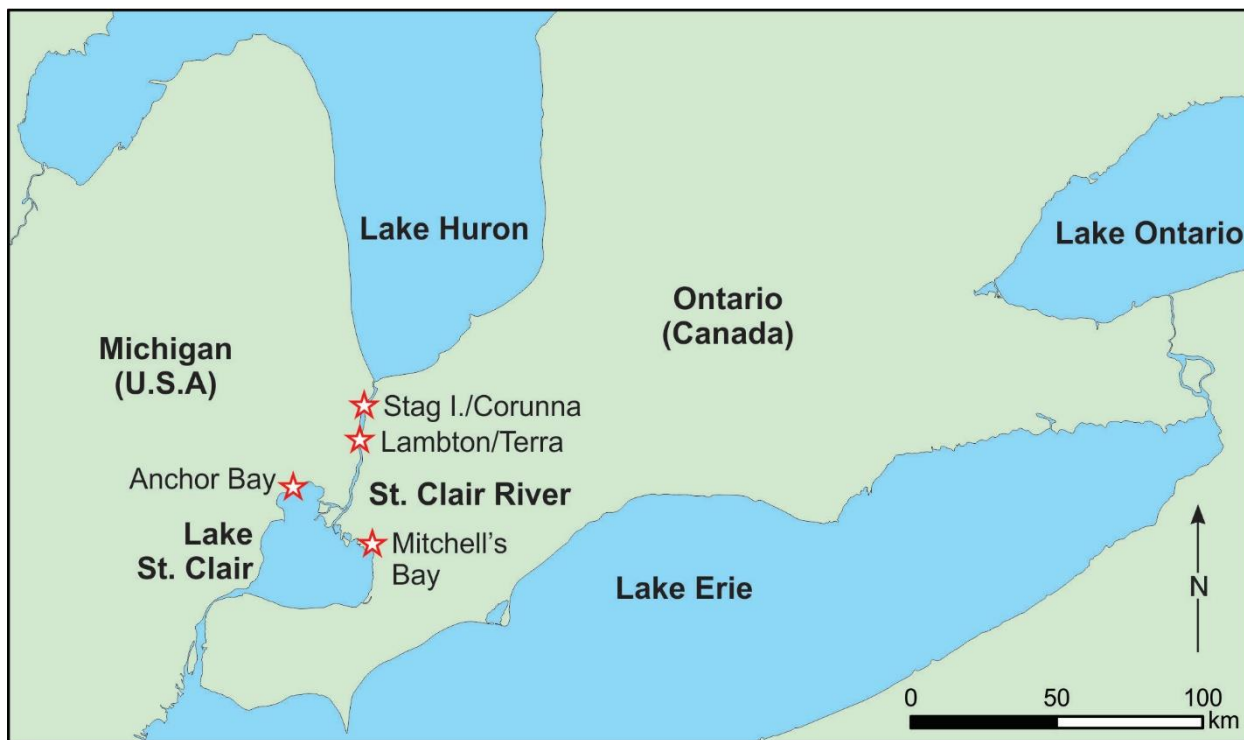 Lake Huron
Lake Ontario
Ontario
(Canada)
Michigan
(U.S.A)
Stag I./Corunna
Lambton/Terra
Anchor Bay
St. Clair River
Lake
St. Clair
Mitchell's
Bay
Lake Erie
N
0 50 100
km